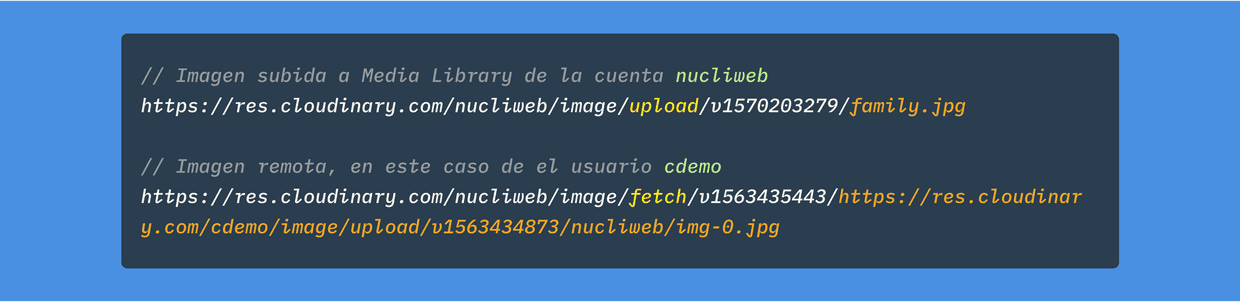 // Imagen subida a Media Library de la cuenta nucliweb
https://res.cloudinary.com/nucliweb/image/upload/v1570203279/family.jpg
// Imagen remota, en este caso de el usuario cdemo
https://res.cloudinary.com/nucliweb/image/fetch/v1563435443/https://res.cloudinar
y.com/cdemo/image/upload/v1563434873/nucliweb/img-0.jpg